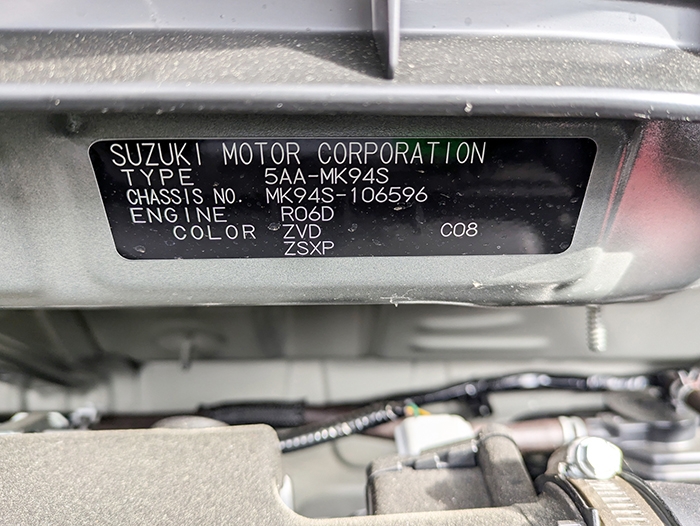 SUZUKI MOTOR CORPORATION
TYPE 5AA-MK94S
CHASSIS NO. MK94S-106596
ENGINE R06D
COLOR ZVD C08
ZSXP